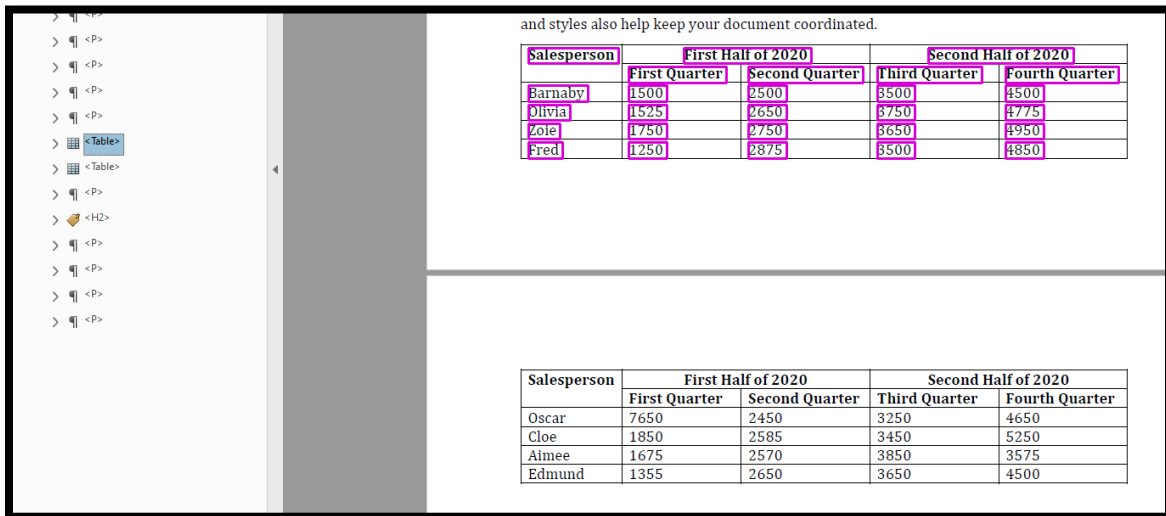 <P>
<P>
<P>
<P>
<P>
<Table>
<Table>
<P>
<H2>
<P>
<P>
<P>
<P>
and styles also help keep your document coordinated.
Salesperson First Half of 2020 Second Half of 2020
First Quarter Second Quarter Third Quarter Fourth Quarter
Barnaby 1500 2500 3500 4500
Olivia 1525 2650 3750 4775
Zoie 1750 2750 3650 4950
Fred 1250 2875 3500 4850
Salesperson First Half of 2020 Second Half of 2020
First Quarter Second Quarter Third Quarter Fourth Quarter
Oscar 7650 2450 3250 4650
Cloe 1850 2585 3450 5250
Aimee 1675 2570 3850 3575
Edmund 1355 2650 3650 4500